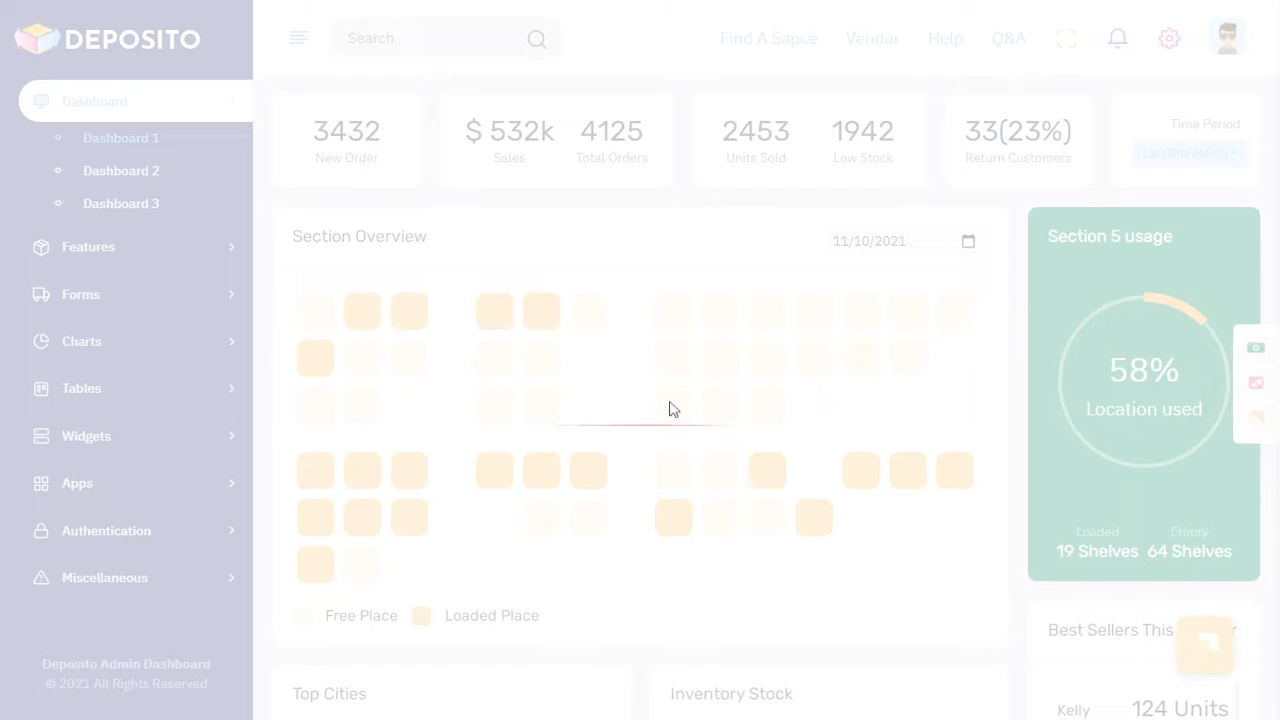 DEPOSITO
Search
Find A Sapce
Vendor
Help
Q&A
Dashboard
Dashboard 1
Dashboard 2
Dashboard 3
Features
Forms
Charts
Tables
Widgets
Apps
Authentication
Miscellaneous
Deposito Admin Dashboard
© 2021 All Rights Reserved
3432
New Order
$ 532k
Sales
4125
Total Orders
2453
Units Sold
1942
Low Stock
33(23%)
Return Customers
Time Period
Last
Section Overview
11/10/2021
Free Place
Loaded Place
Section 5 usage
58%
Location used
Loaded
19 Shelves
Empty
64 Shelves
Best Sellers This
Kelly
124 Units
Top Cities
Inventory Stock